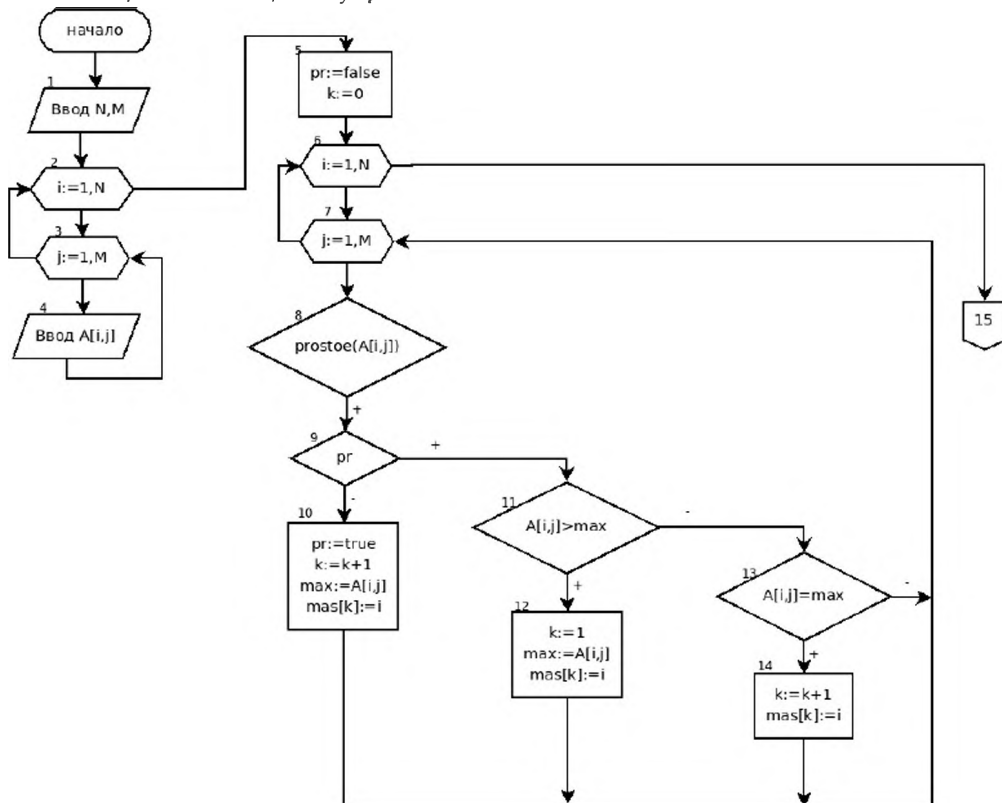 начало
1
Ввод N,M
2
i:=1,N
3
j:=1,M
4
Ввод A[i,j]
5
pr:=false
k:=0
6
i:=1,N
7
j:=1,M
8
prostoe(A[i,j])
+
9
pr
+
-
10
pr:=true
k:=k+1
max:=A[i,j]
mas[k]:=i
11
A[i,j]>max
-
+
12
k:=1
max:=A[i,j]
mas[k]:=i
13
A[i,j]=max
-
+
14
k:=k+1
mas[k]:=i
15